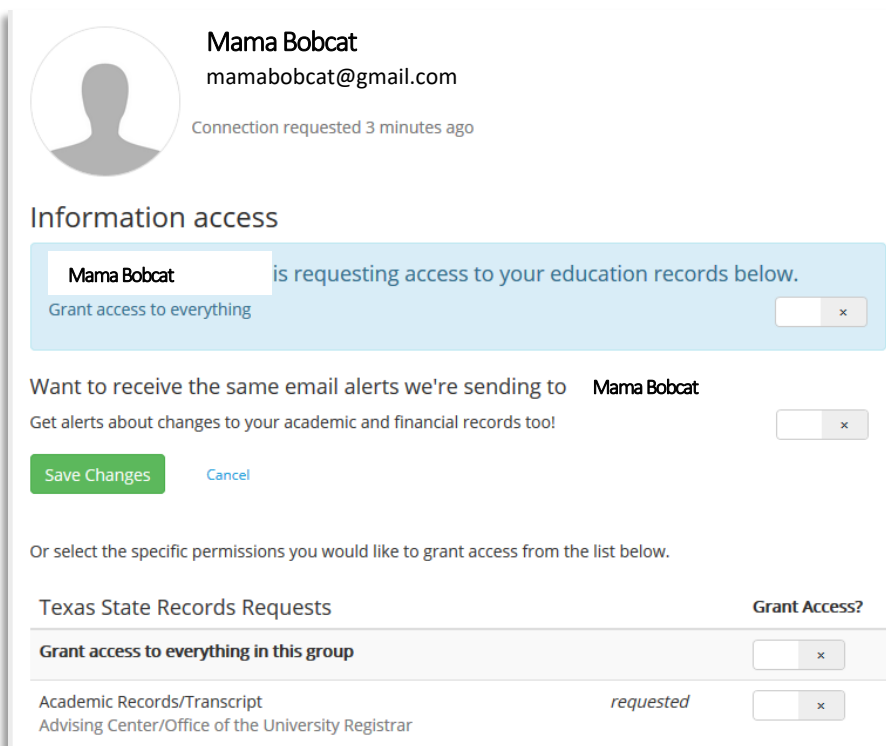 Mama Bobcat
mamabobcat@gmail.com
Connection requested 3 minutes ago
Information access
Mama Bobcat is requesting access to your education records below.
Grant access to everything ×
Want to receive the same email alerts we're sending to Mama Bobcat
Get alerts about changes to your academic and financial records too! ×
Save Changes Cancel
Or select the specific permissions you would like to grant access from the list below.
Texas State Records Requests Grant Access?
Grant access to everything in this group ×
Academic Records/Transcript requested ×
Advising Center/Office of the University Registrar